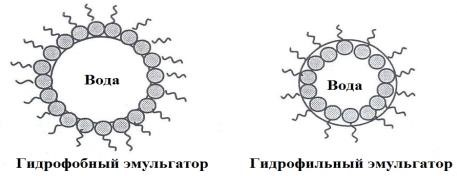 Вода
Вода
Гидрофобный эмульгатор
Гидрофильный эмульгатор